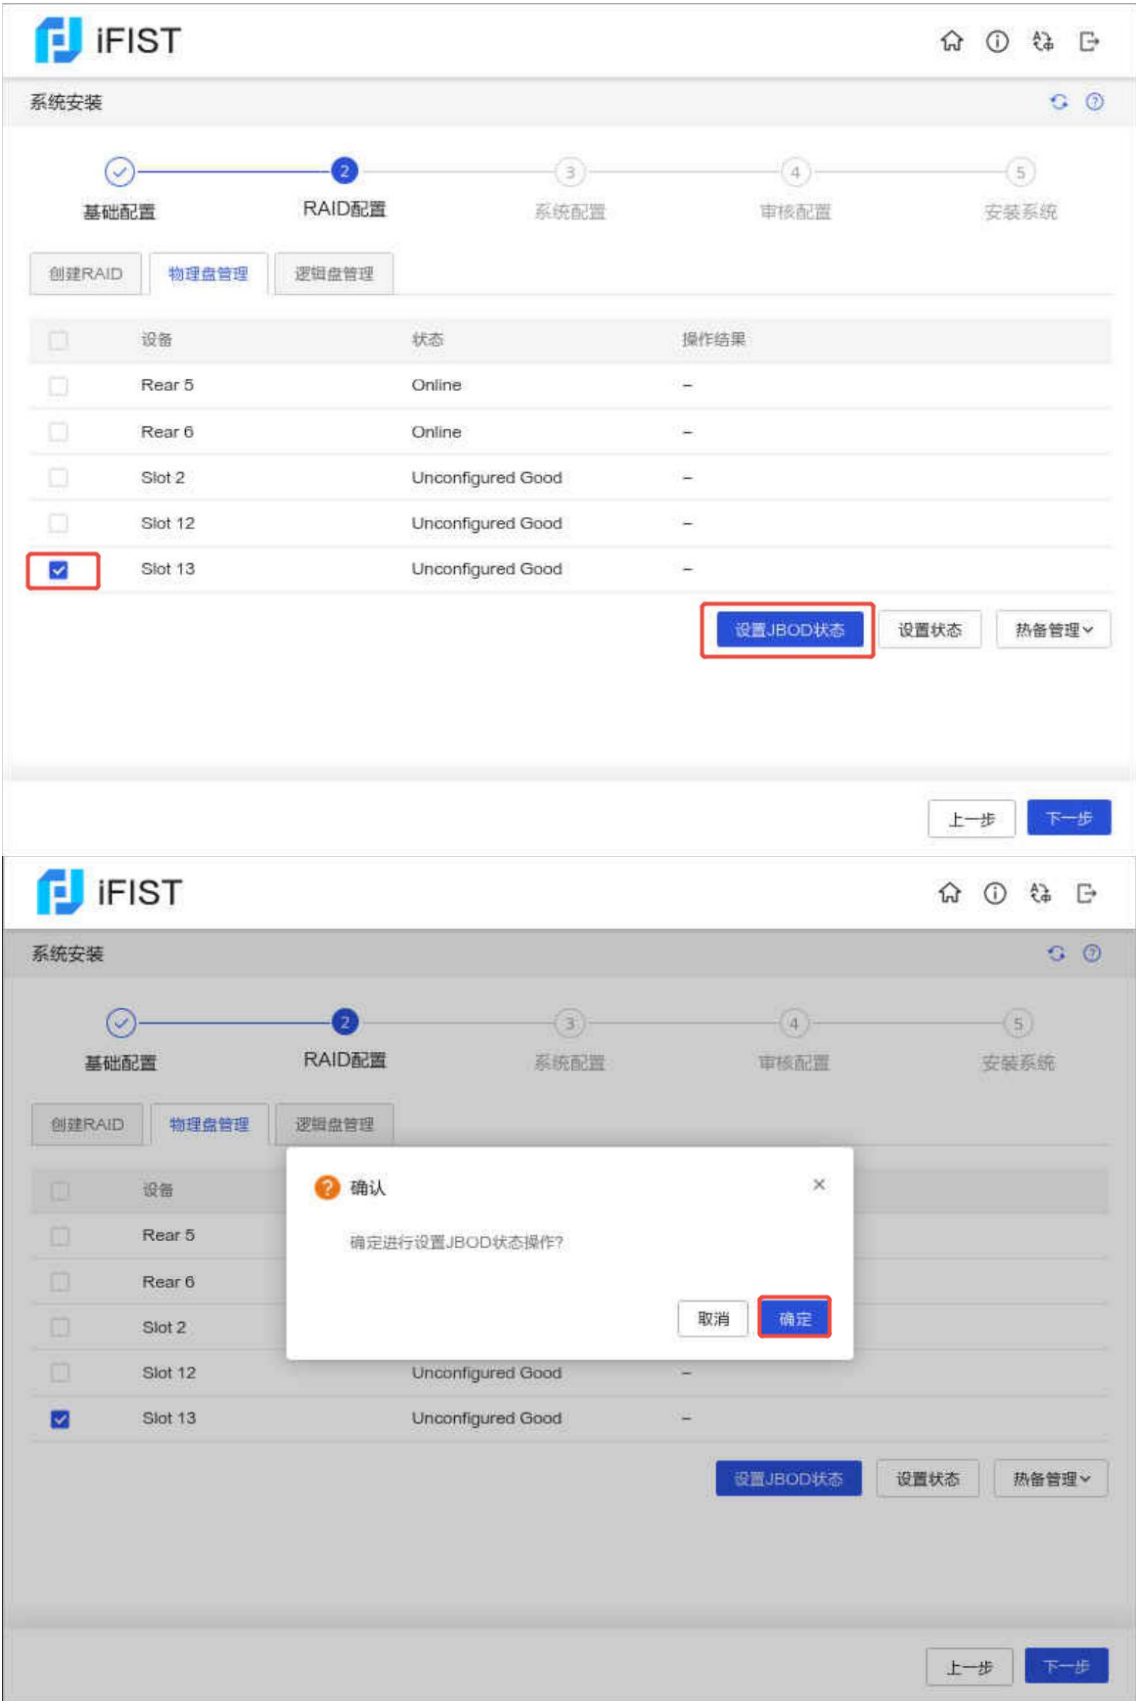 iFIST
系统安装
2 3 4 5
基础配置 RAID配置 系统配置 审核配置 安装系统
创建RAID 物理盘管理 逻辑盘管理
设备 状态 操作结果
Rear 5 Online –
Rear 6 Online –
Slot 2 Unconfigured Good –
Slot 12 Unconfigured Good –
Slot 13 Unconfigured Good –
设置JBOD状态 设置状态 热备管理
上一步 下一步
iFIST
系统安装
2 3 4 5
基础配置 RAID配置 系统配置 审核配置 安装系统
创建RAID 物理盘管理 逻辑盘管理
设备
确认
Rear 5
确定进行设置JBOD状态操作?
Rear 6
取消 确定
Slot 2
Slot 12 Unconfigured Good –
Slot 13 Unconfigured Good –
设置JBOD状态 设置状态 热备管理
上一步 下一步